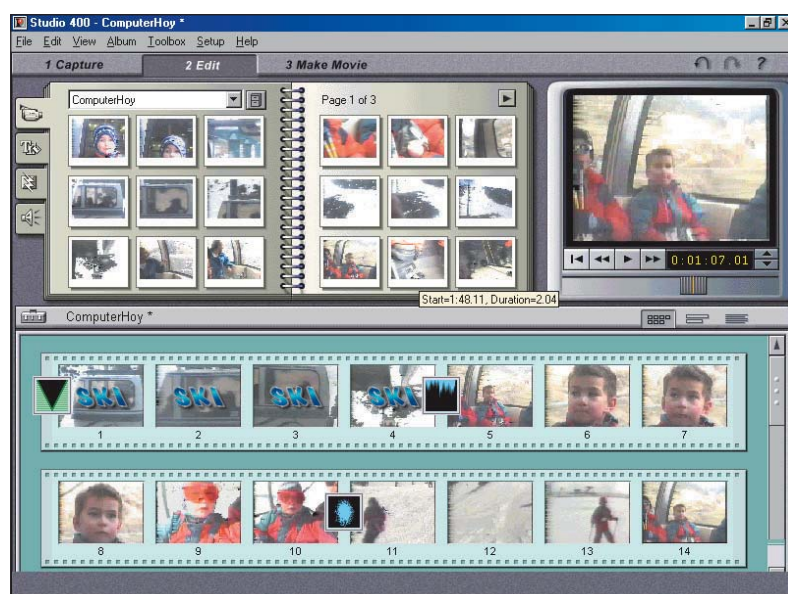 Studio 400 - ComputerHoy *
File Edit View Album Toolbox Setup Help
1 Capture 2 Edit 3 Make Movie ?
ComputerHoy
Page 1 of 3
0:01:07.01
Start=1:48.11, Duration=2.04
ComputerHoy *
SKI SKI SKI SKI
1 2 3 4 5 6 7
8 9 10 11 12 13 14